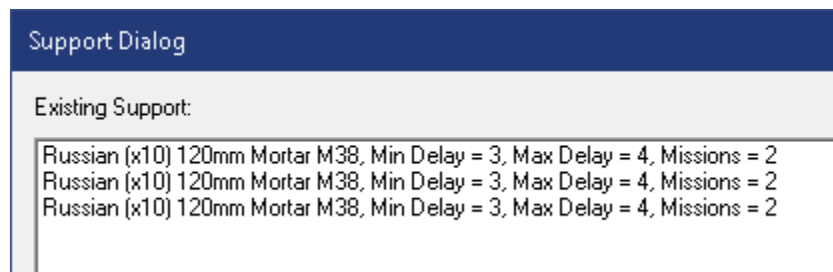 Support Dialog
Existing Support:
Russian (x10) 120mm Mortar M38, Min Delay = 3, Max Delay = 4, Missions = 2
Russian (x10) 120mm Mortar M38, Min Delay = 3, Max Delay = 4, Missions = 2
Russian (x10) 120mm Mortar M38, Min Delay = 3, Max Delay = 4, Missions = 2